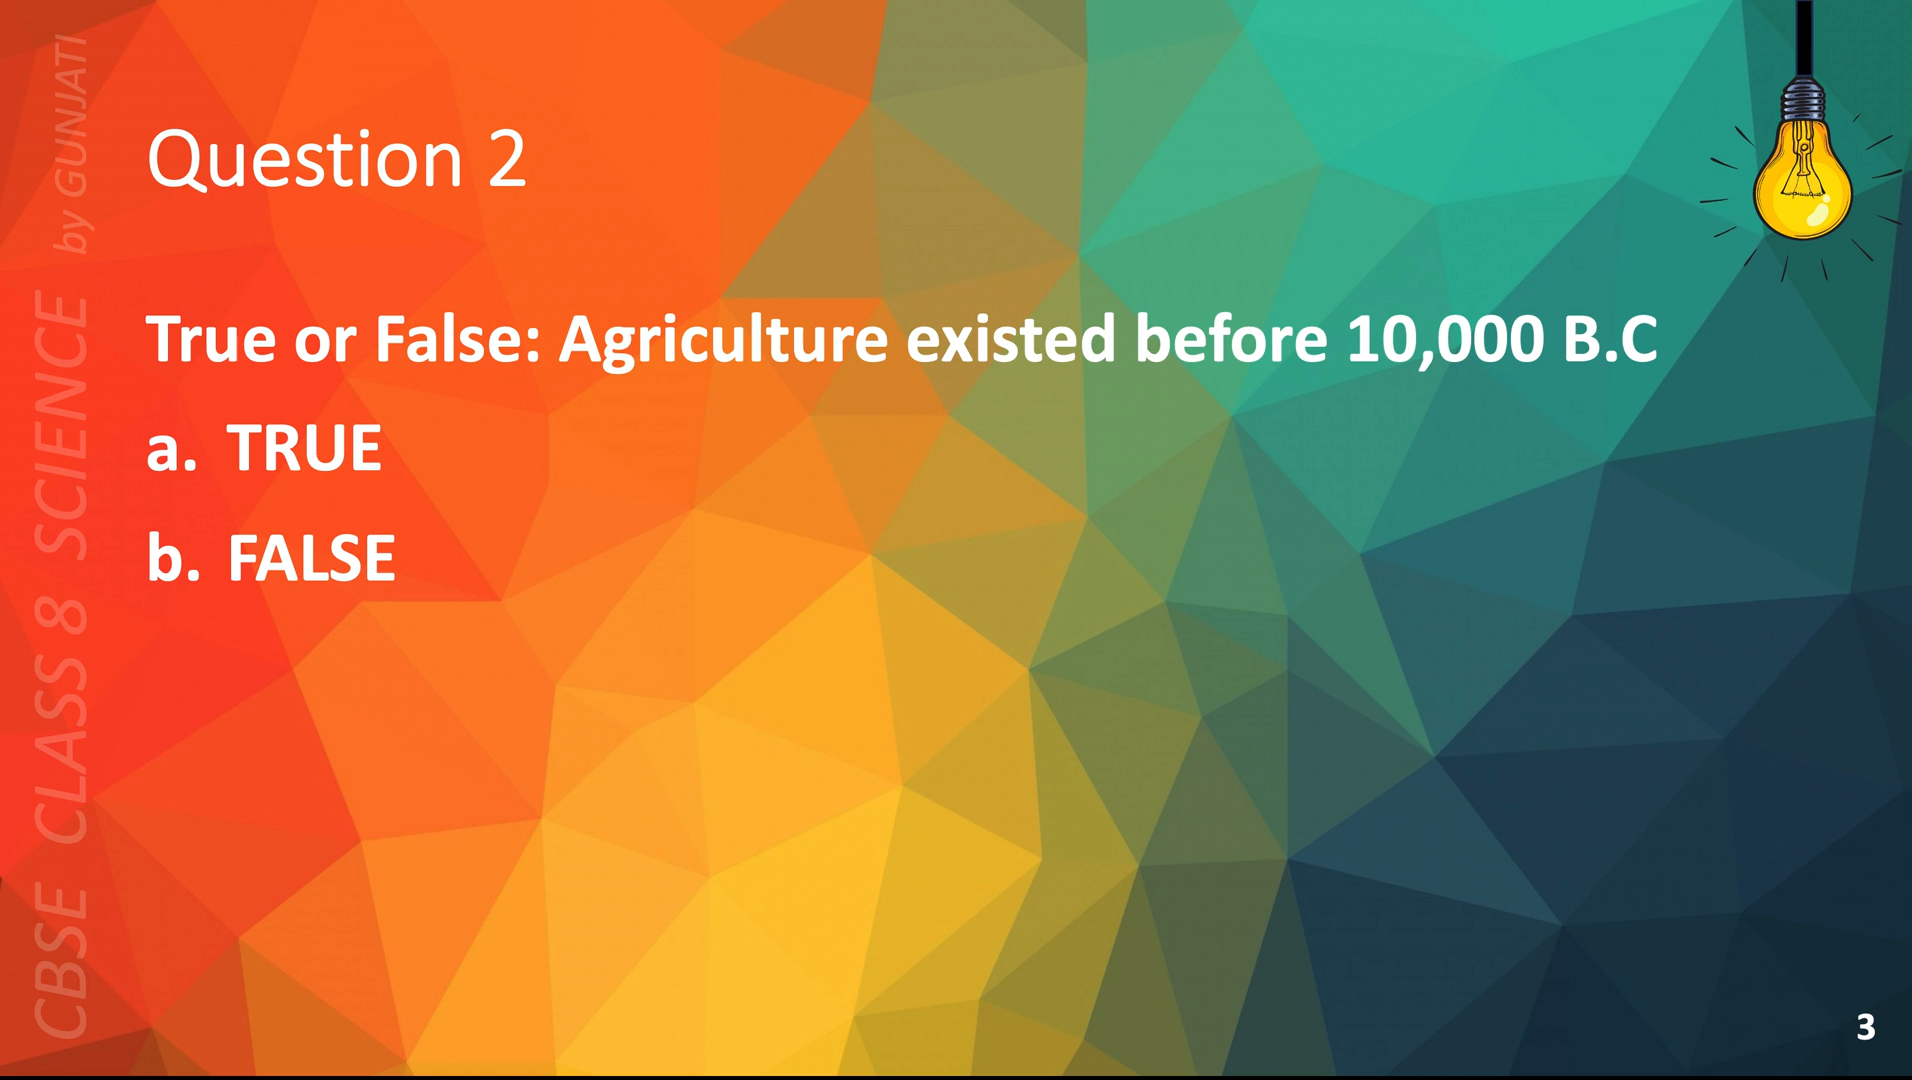 Question 2
True or False: Agriculture existed before 10,000 B.C
a. TRUE
b. FALSE
CBSE CLASS 8 SCIENCE by GUNJATI
3